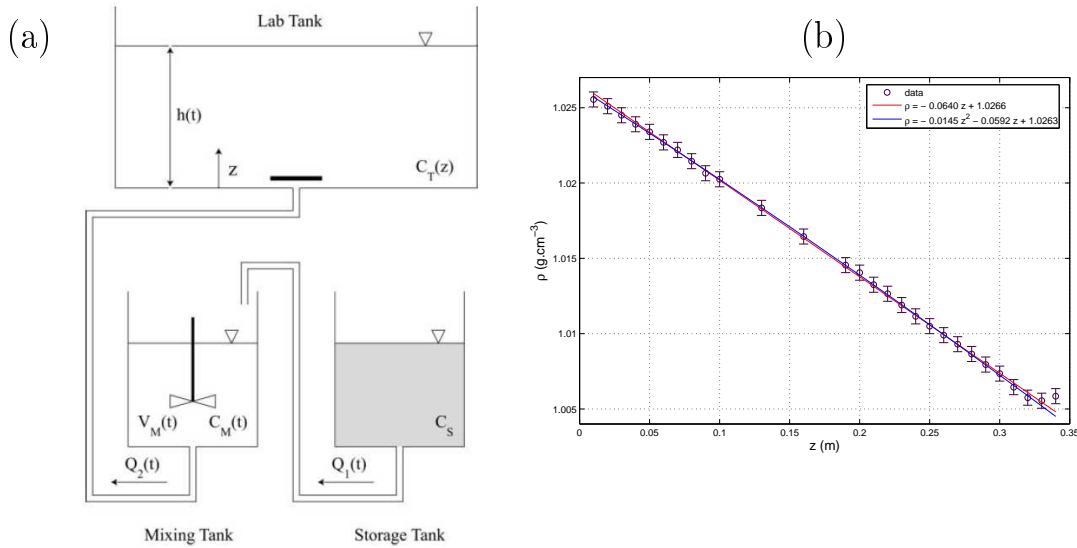 (a)
Lab Tank
h(t)
z
C_T(z)
V_M(t)
C_M(t)
C_S
Q_2(t)
Q_1(t)
Mixing Tank
Storage Tank
(b)
data
ρ = − 0.0640 z + 1.0266
ρ = − 0.0145 z² − 0.0592 z + 1.0263
1.025
1.02
1.015
1.01
1.005
ρ (g.cm⁻³)
0 0.05 0.1 0.15 0.2 0.25 0.3 0.35
z (m)